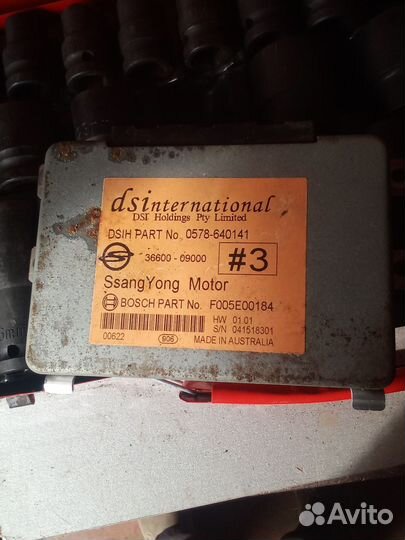 dsinternational
DSI Holdings Pty Limited
DSIH PART No. 0578-640141
36600-09000
#3
SsangYong Motor
BOSCH PART No. F005E00184
HW 01.01
S/N 041518301
00622 906 MADE IN AUSTRALIA
Avito